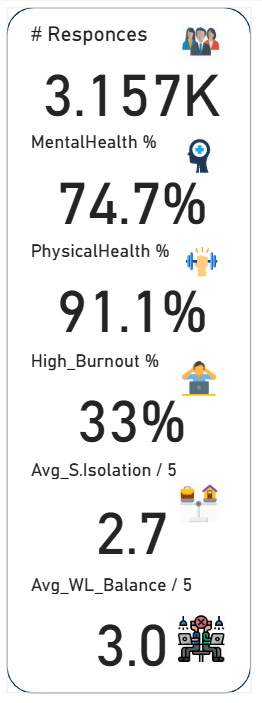 # Responces
3.157K
MentalHealth %
74.7%
PhysicalHealth %
91.1%
High_Burnout %
33%
Avg_S.Isolation / 5
2.7
Avg_WL_Balance / 5
3.0